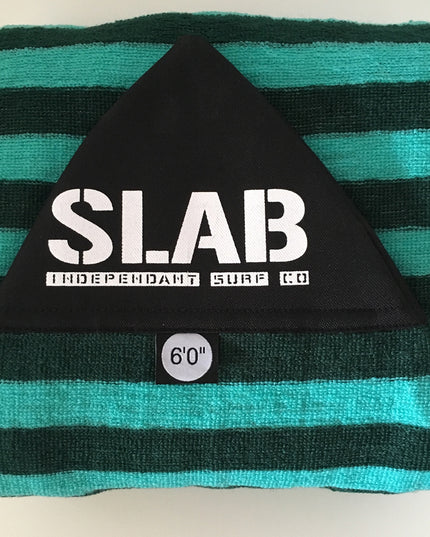 SLAB
INDEPENDANT SURF CO
6'0"